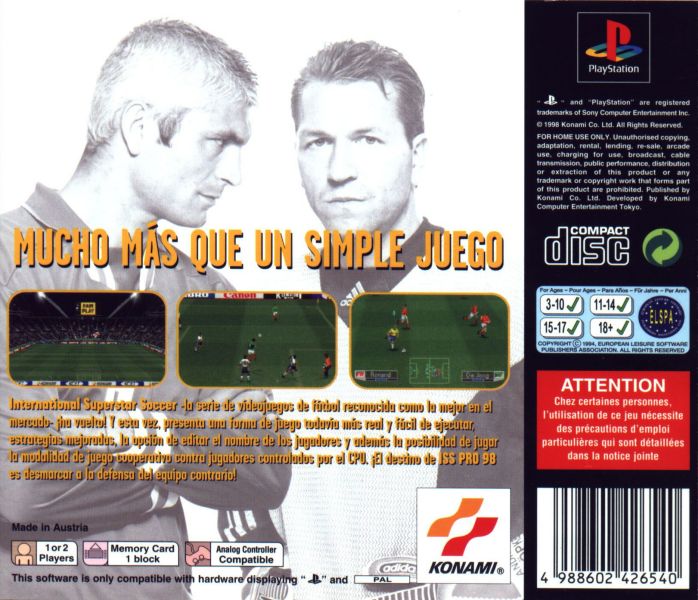 MUCHO MÁS QUE UN SIMPLE JUEGO
FAIR
PLAY
Canon
International Superstar Soccer -la serie de videojuegos de fútbol reconocida como la mejor en el
mercado- ¡ha vuelto! Y esta vez, presenta una forma de juego todavía más real y fácil de ejecutar,
estrategias mejoradas, la opción de editar el nombre de los jugadores y además la posibilidad de jugar
la modalidad de juego cooperativo contra jugadores controlados por el CPU. ¡El destino de ISS PRO 98
es desmarcar a la defensa del equipo contrario!
Made in Austria
1 or 2
Players
Memory Card
1 block
Analog Controller
Compatible
This software is only compatible with hardware displaying " " and PAL
adidas
KONAMI®
PlayStation
" " and "PlayStation" are registered
trademarks of Sony Computer Entertainment Inc.
© 1998 Konami Co. Ltd. All Rights Reserved.
FOR HOME USE ONLY. Unauthorised copying,
adaptation, rental, lending, re-sale, arcade
use, charging for use, broadcast, cable
transmission, public performance, distribution
or extraction of this product or any
trademark or copyright work that forms part
of this product are prohibited. Published by
Konami Co. Ltd. Developed by Konami
Computer Entertainment Tokyo.
COMPACT
disc
For Ages – Pour Ages – Para Años – Für Jahre – Per Anni
3-10 11-14
15-17 18+
ELSPA
COPYRIGHT © 1994, EUROPEAN LEISURE SOFTWARE
PUBLISHERS ASSOCIATION. ALL RIGHTS RESERVED
ATTENTION
Chez certaines personnes,
l'utilisation de ce jeu nécessite
des précautions d'emploi
particulières qui sont détaillées
dans la notice jointe
4 988602 426540